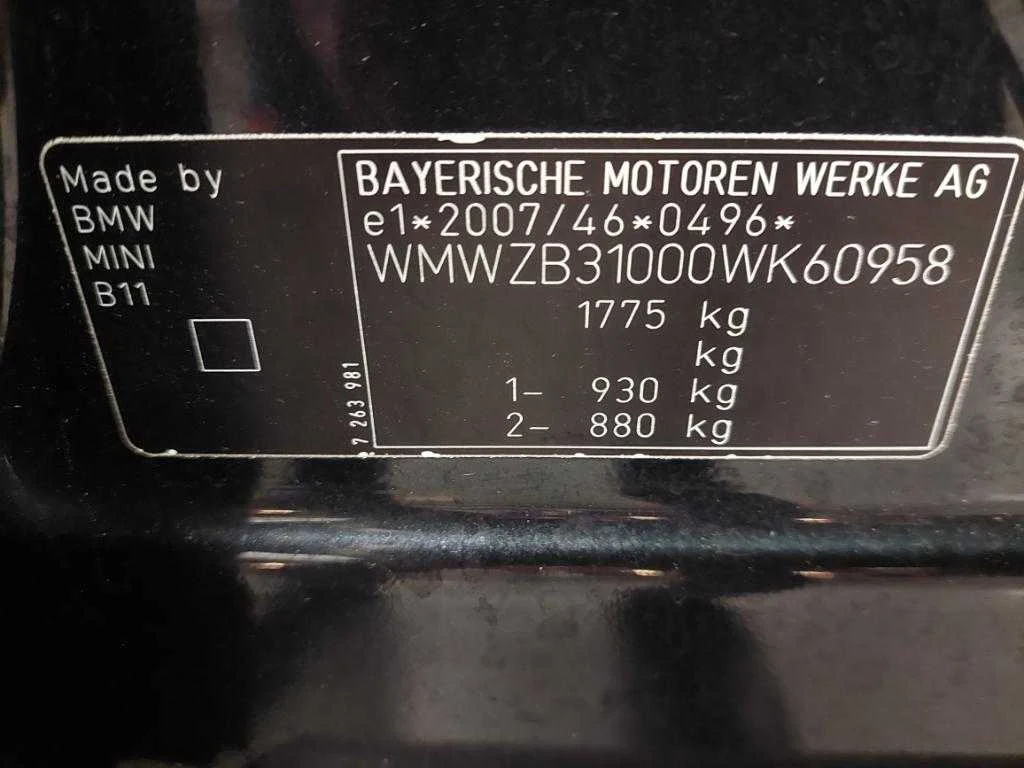 Made by
BMW
MINI
B11
7 263 981
BAYERISCHE MOTOREN WERKE AG
e1*2007/46*0496*
WMWZB31000WK60958
1775 kg
kg
1- 930 kg
2- 880 kg